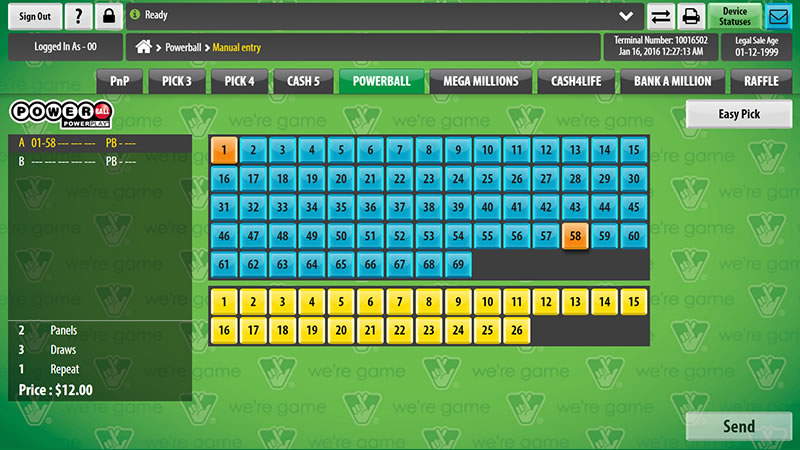 Sign Out ? Ready Device Statuses
Logged In As - 00 Powerball Manual entry Terminal Number: 10016502 Legal Sale Age
Jan 16, 2016 12:27:13 AM 01-12-1999
PnP PICK 3 PICK 4 CASH 5 POWERBALL MEGA MILLIONS CASH4LIFE BANK A MILLION RAFFLE
POWERBALL
POWERPLAY
Easy Pick
A 01-58 --- --- --- PB - ---
B --- --- --- --- --- PB - ---
1 2 3 4 5 6 7 8 9 10 11 12 13 14 15
16 17 18 19 20 21 22 23 24 25 26 27 28 29 30
31 32 33 34 35 36 37 38 39 40 41 42 43 44 45
46 47 48 49 50 51 52 53 54 55 56 57 58 59 60
61 62 63 64 65 66 67 68 69
1 2 3 4 5 6 7 8 9 10 11 12 13 14 15
16 17 18 19 20 21 22 23 24 25 26
2 Panels
3 Draws
1 Repeat
Price : $12.00
Send
we're game